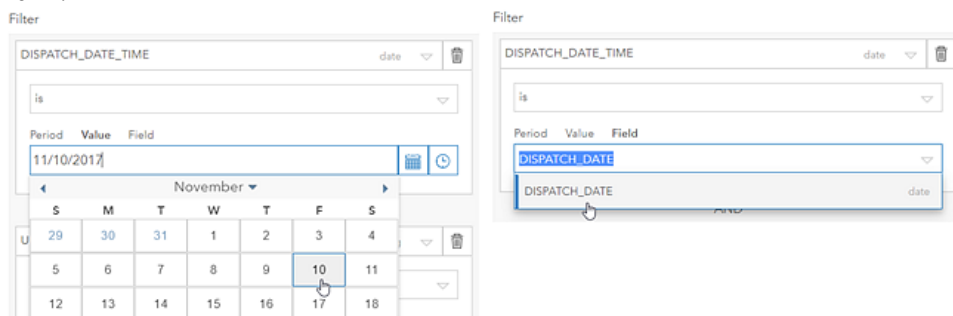 Filter
DISPATCH_DATE_TIME date
is
Period Value Field
11/10/2017
November
S M T W T F S
29 30 31 1 2 3 4
U
5 6 7 8 9 10 11
12 13 14 15 16 17 18
Filter
DISPATCH_DATE_TIME date
is
Period Value Field
DISPATCH_DATE
DISPATCH_DATE date
AND